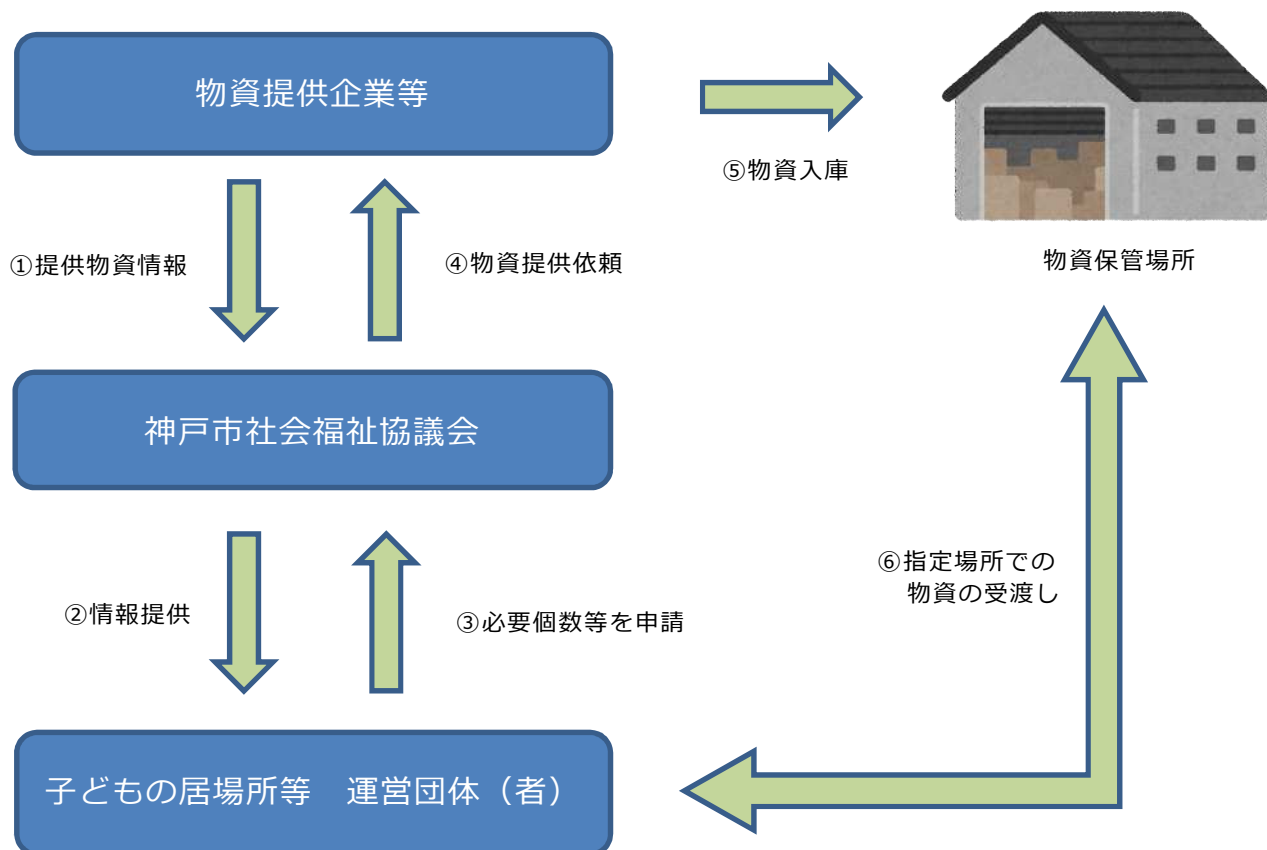 物資提供企業等
⑤物資入庫
物資保管場所
①提供物資情報
④物資提供依頼
神戸市社会福祉協議会
②情報提供
③必要個数等を申請
⑥指定場所での
物資の受渡し
子どもの居場所等　運営団体（者）